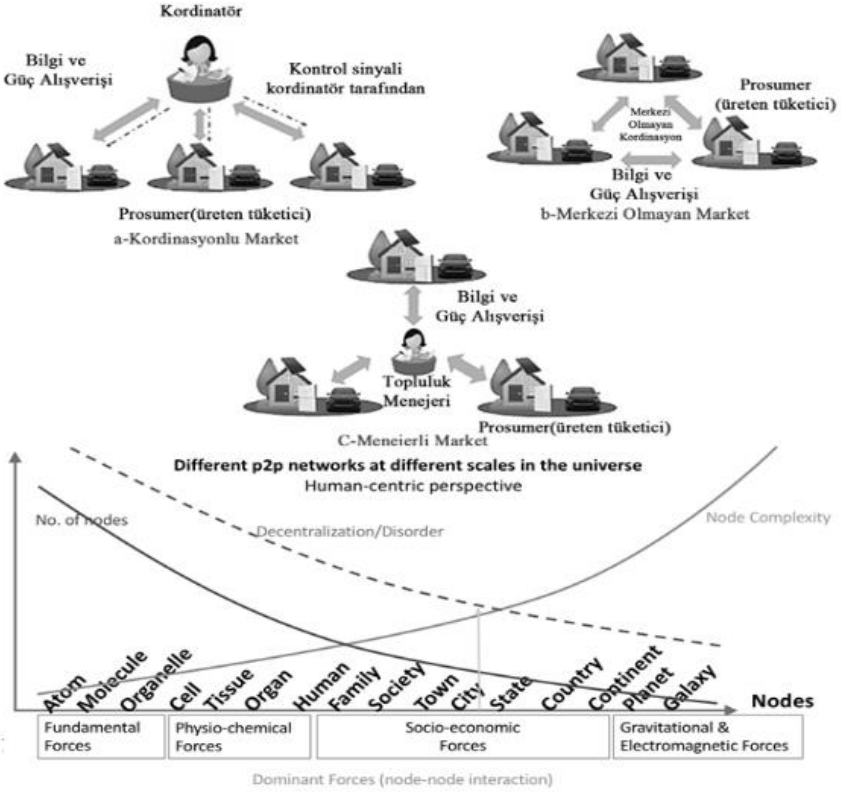 Kordinatör
Bilgi ve
Güç Alışverişi
Kontrol sinyali
kordinatör tarafından
Prosumer(üreten tüketici)
a-Kordinasyonlu Market
Prosumer
(üreten tüketici)
Merkezi
Olmayan
Kordinasyon
Bilgi ve
Güç Alışverişi
b-Merkezi Olmayan Market
Bilgi ve
Güç Alışverişi
Topluluk
Menejeri
Prosumer(üreten tüketici)
C-Meneierli Market
Different p2p networks at different scales in the universe
Human-centric perspective
No. of nodes
Decentralization/Disorder
Node Complexity
Atom
Molecule
Organelle
Cell
Tissue
Organ
Human
Family
Society
Town
City
State
Country
Continent
Planet
Galaxy
Nodes
Fundamental
Forces
Physio-chemical
Forces
Socio-economic
Forces
Gravitational &
Electromagnetic Forces
Dominant Forces (node-node interaction)